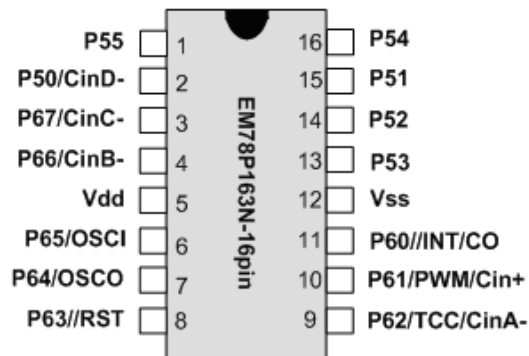 P55 1 16 P54
P50/CinD- 2 15 P51
P67/CinC- 3 14 P52
P66/CinB- 4 13 P53
Vdd 5 12 Vss
P65/OSCI 6 11 P60//INT/CO
P64/OSCO 7 10 P61/PWM/Cin+
P63//RST 8 9 P62/TCC/CinA-
EM78P163N-16pin